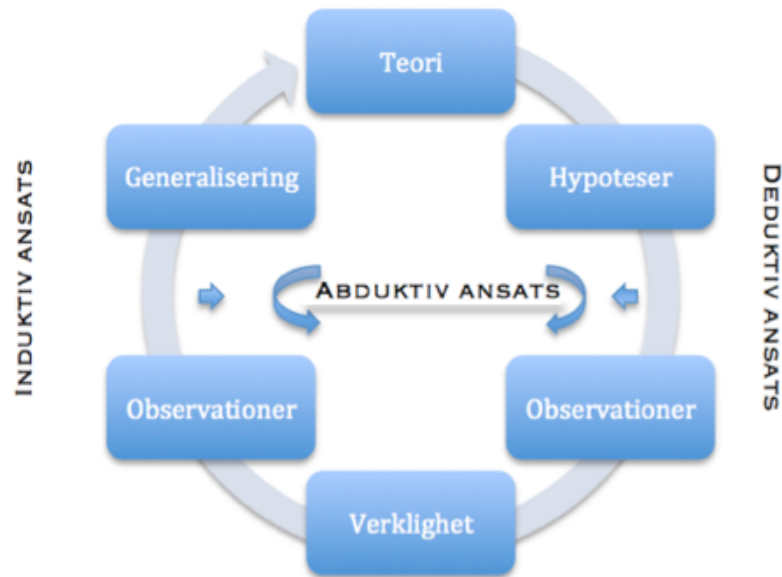 Teori
Generalisering
Hypoteser
INDUKTIV ANSATS
ABDUKTIV ANSATS
DEDUKTIV ANSATS
Observationer
Observationer
Verklighet